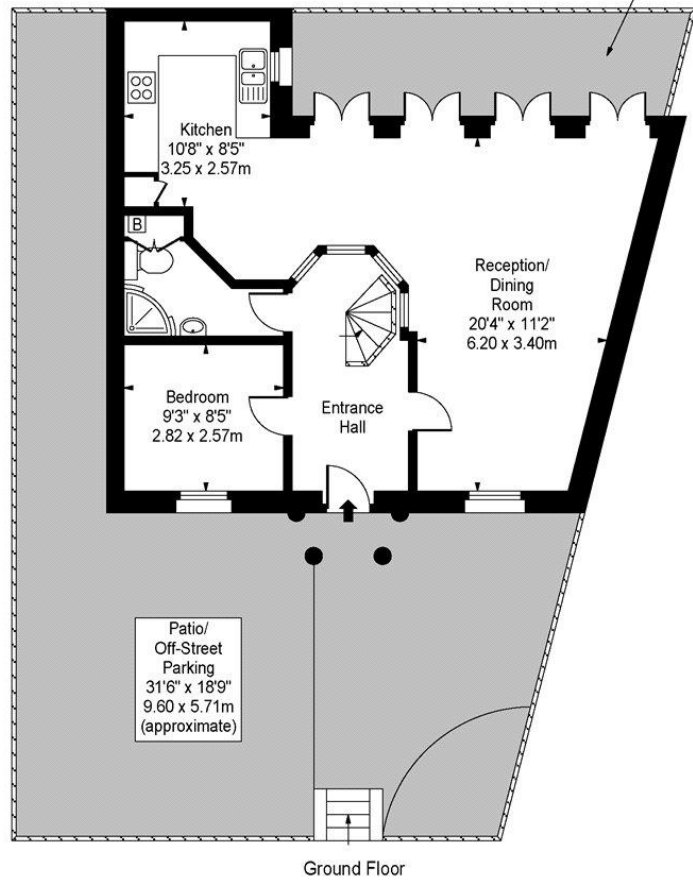 Kitchen
10'8" x 8'5"
3.25 x 2.57m
B
Reception/
Dining
Room
20'4" x 11'2"
6.20 x 3.40m
Bedroom
9'3" x 8'5"
2.82 x 2.57m
Entrance
Hall
Patio/
Off-Street
Parking
31'6" x 18'9"
9.60 x 5.71m
(approximate)
Ground Floor